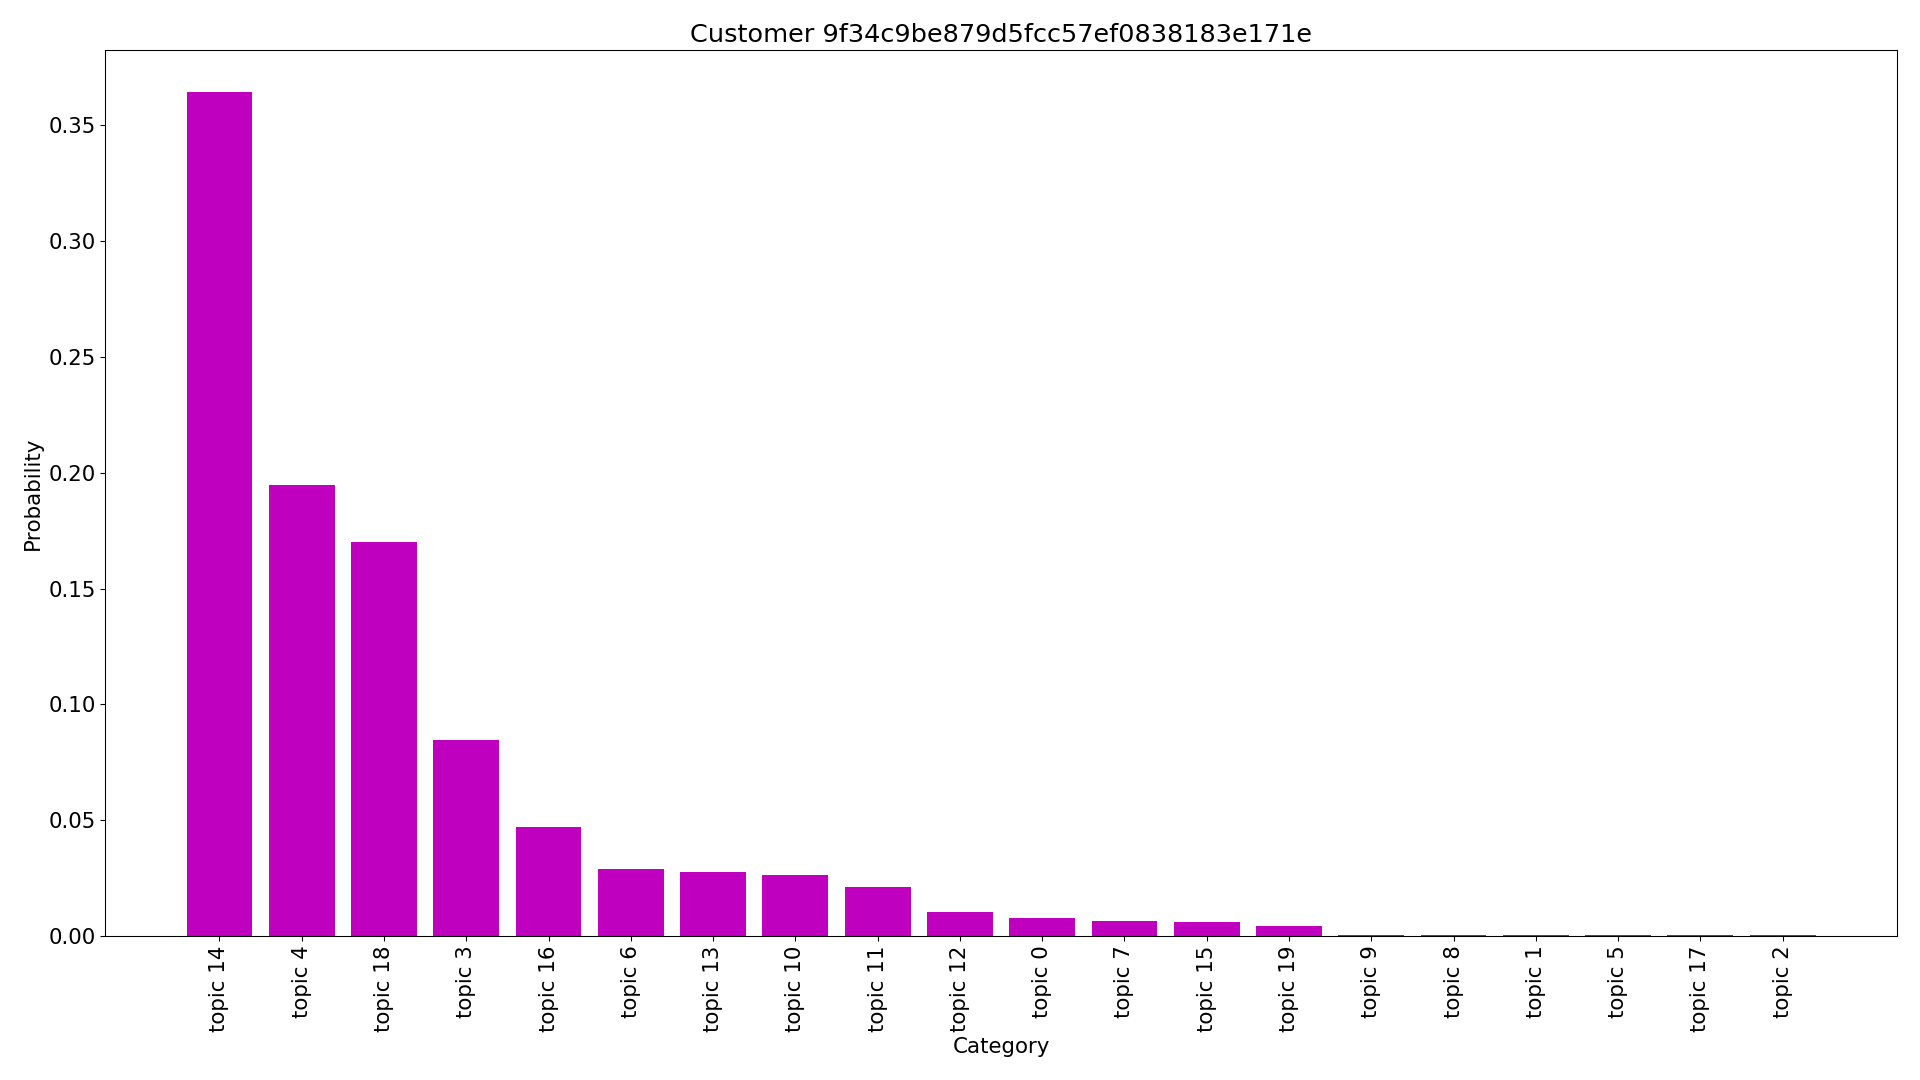 Customer 9f34c9be879d5fcc57ef0838183e171e
Probability
0.35
0.30
0.25
0.20
0.15
0.10
0.05
0.00
topic 14
topic 4
topic 18
topic 3
topic 16
topic 6
topic 13
topic 10
topic 11
topic 12
topic 0
topic 7
topic 15
topic 19
topic 9
topic 8
topic 1
topic 5
topic 17
topic 2
Category